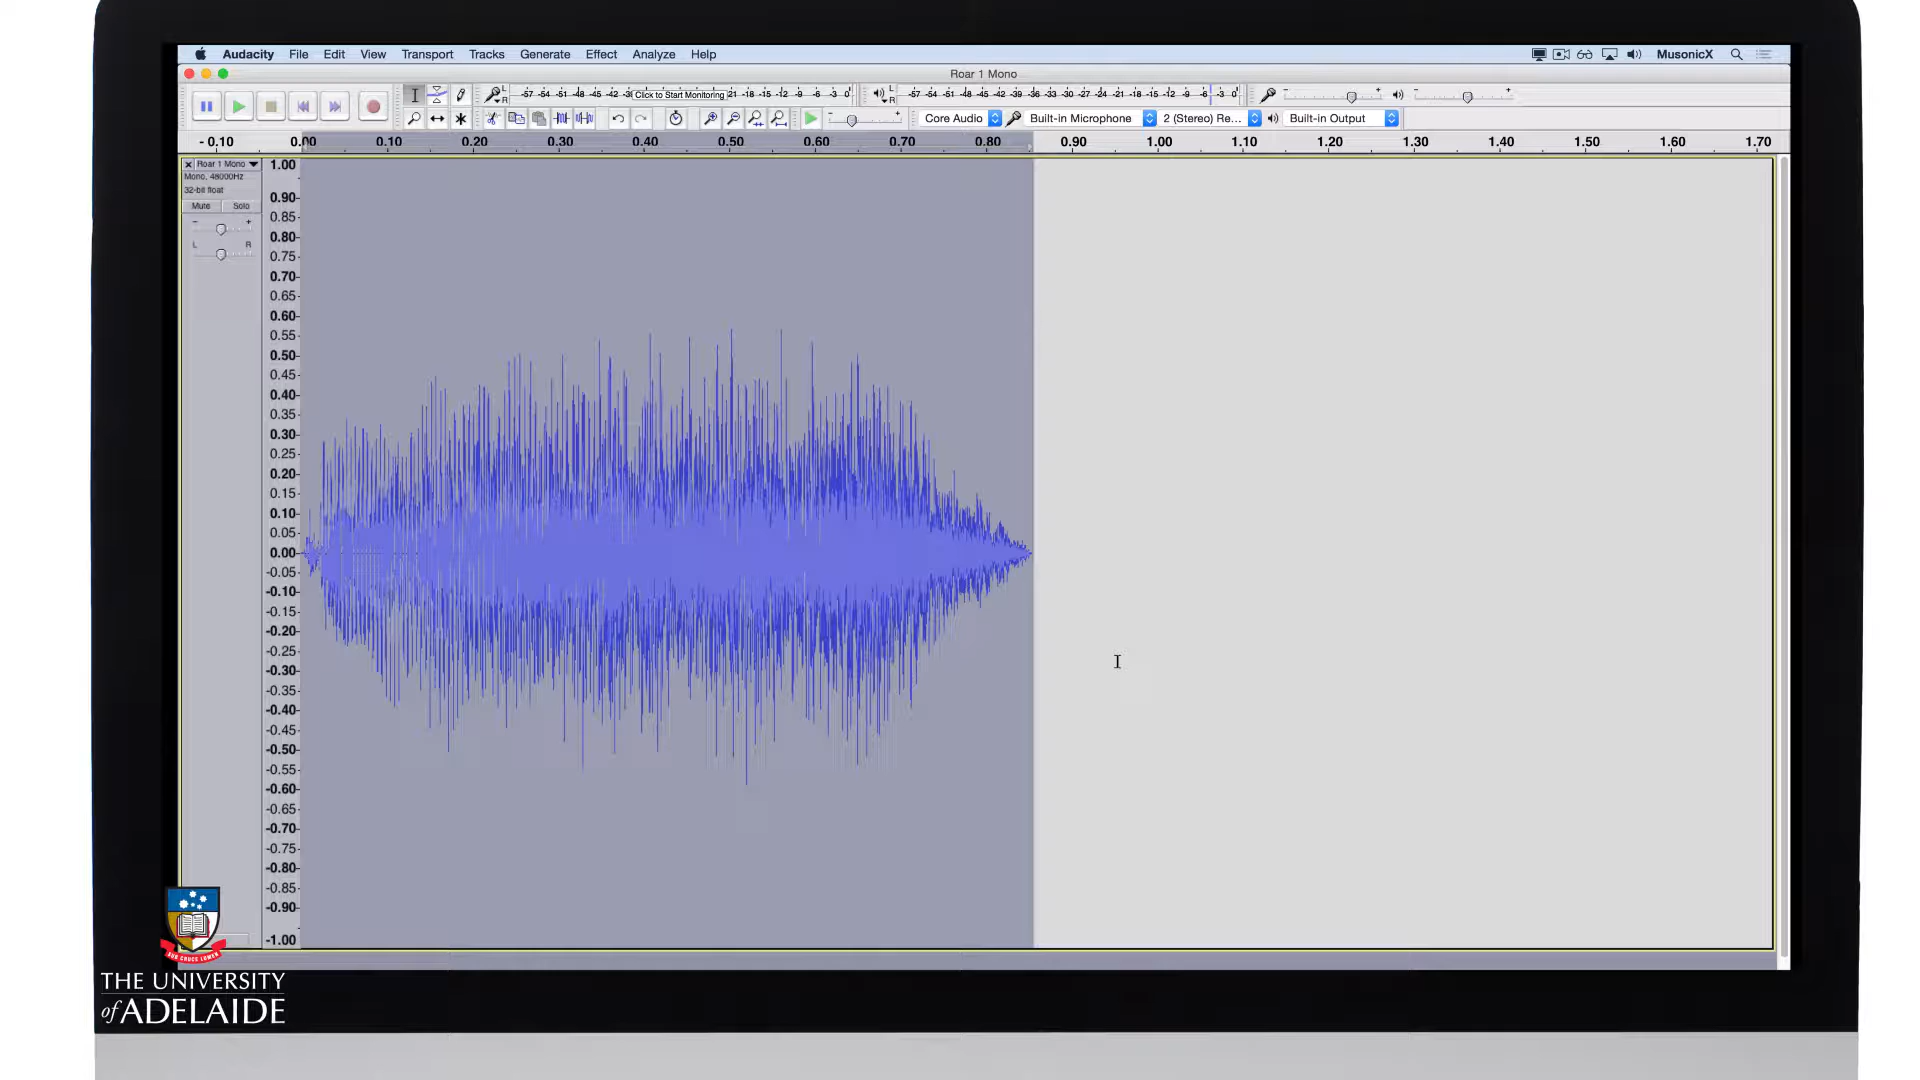 Audacity File Edit View Transport Tracks Generate Effect Analyze Help MusonicX
Roar 1 Mono
L R -57 -54 -51 -48 -45 -42 -3 Click to Start Monitoring 21 -18 -15 -12 -9 -6 -3 0
L R -57 -54 -51 -48 -45 -42 -39 -36 -33 -30 -27 -24 -21 -18 -15 -12 -9 -6 -3 0
- + - +
- + Core Audio Built-in Microphone 2 (Stereo) Re... Built-in Output
- 0.10 0.00 0.10 0.20 0.30 0.40 0.50 0.60 0.70 0.80 0.90 1.00 1.10 1.20 1.30 1.40 1.50 1.60 1.70
Roar 1 Mono
Mono, 48000Hz
32-bit float
Mute Solo
- +
L R
1.00
0.90
0.85
0.80
0.75
0.70
0.65
0.60
0.55
0.50
0.45
0.40
0.35
0.30
0.25
0.20
0.15
0.10
0.05
0.00
-0.05
-0.10
-0.15
-0.20
-0.25
-0.30
-0.35
-0.40
-0.45
-0.50
-0.55
-0.60
-0.65
-0.70
-0.75
-0.80
-0.85
-0.90
-1.00
SUB CRUCE LUMEN
THE UNIVERSITY
of ADELAIDE